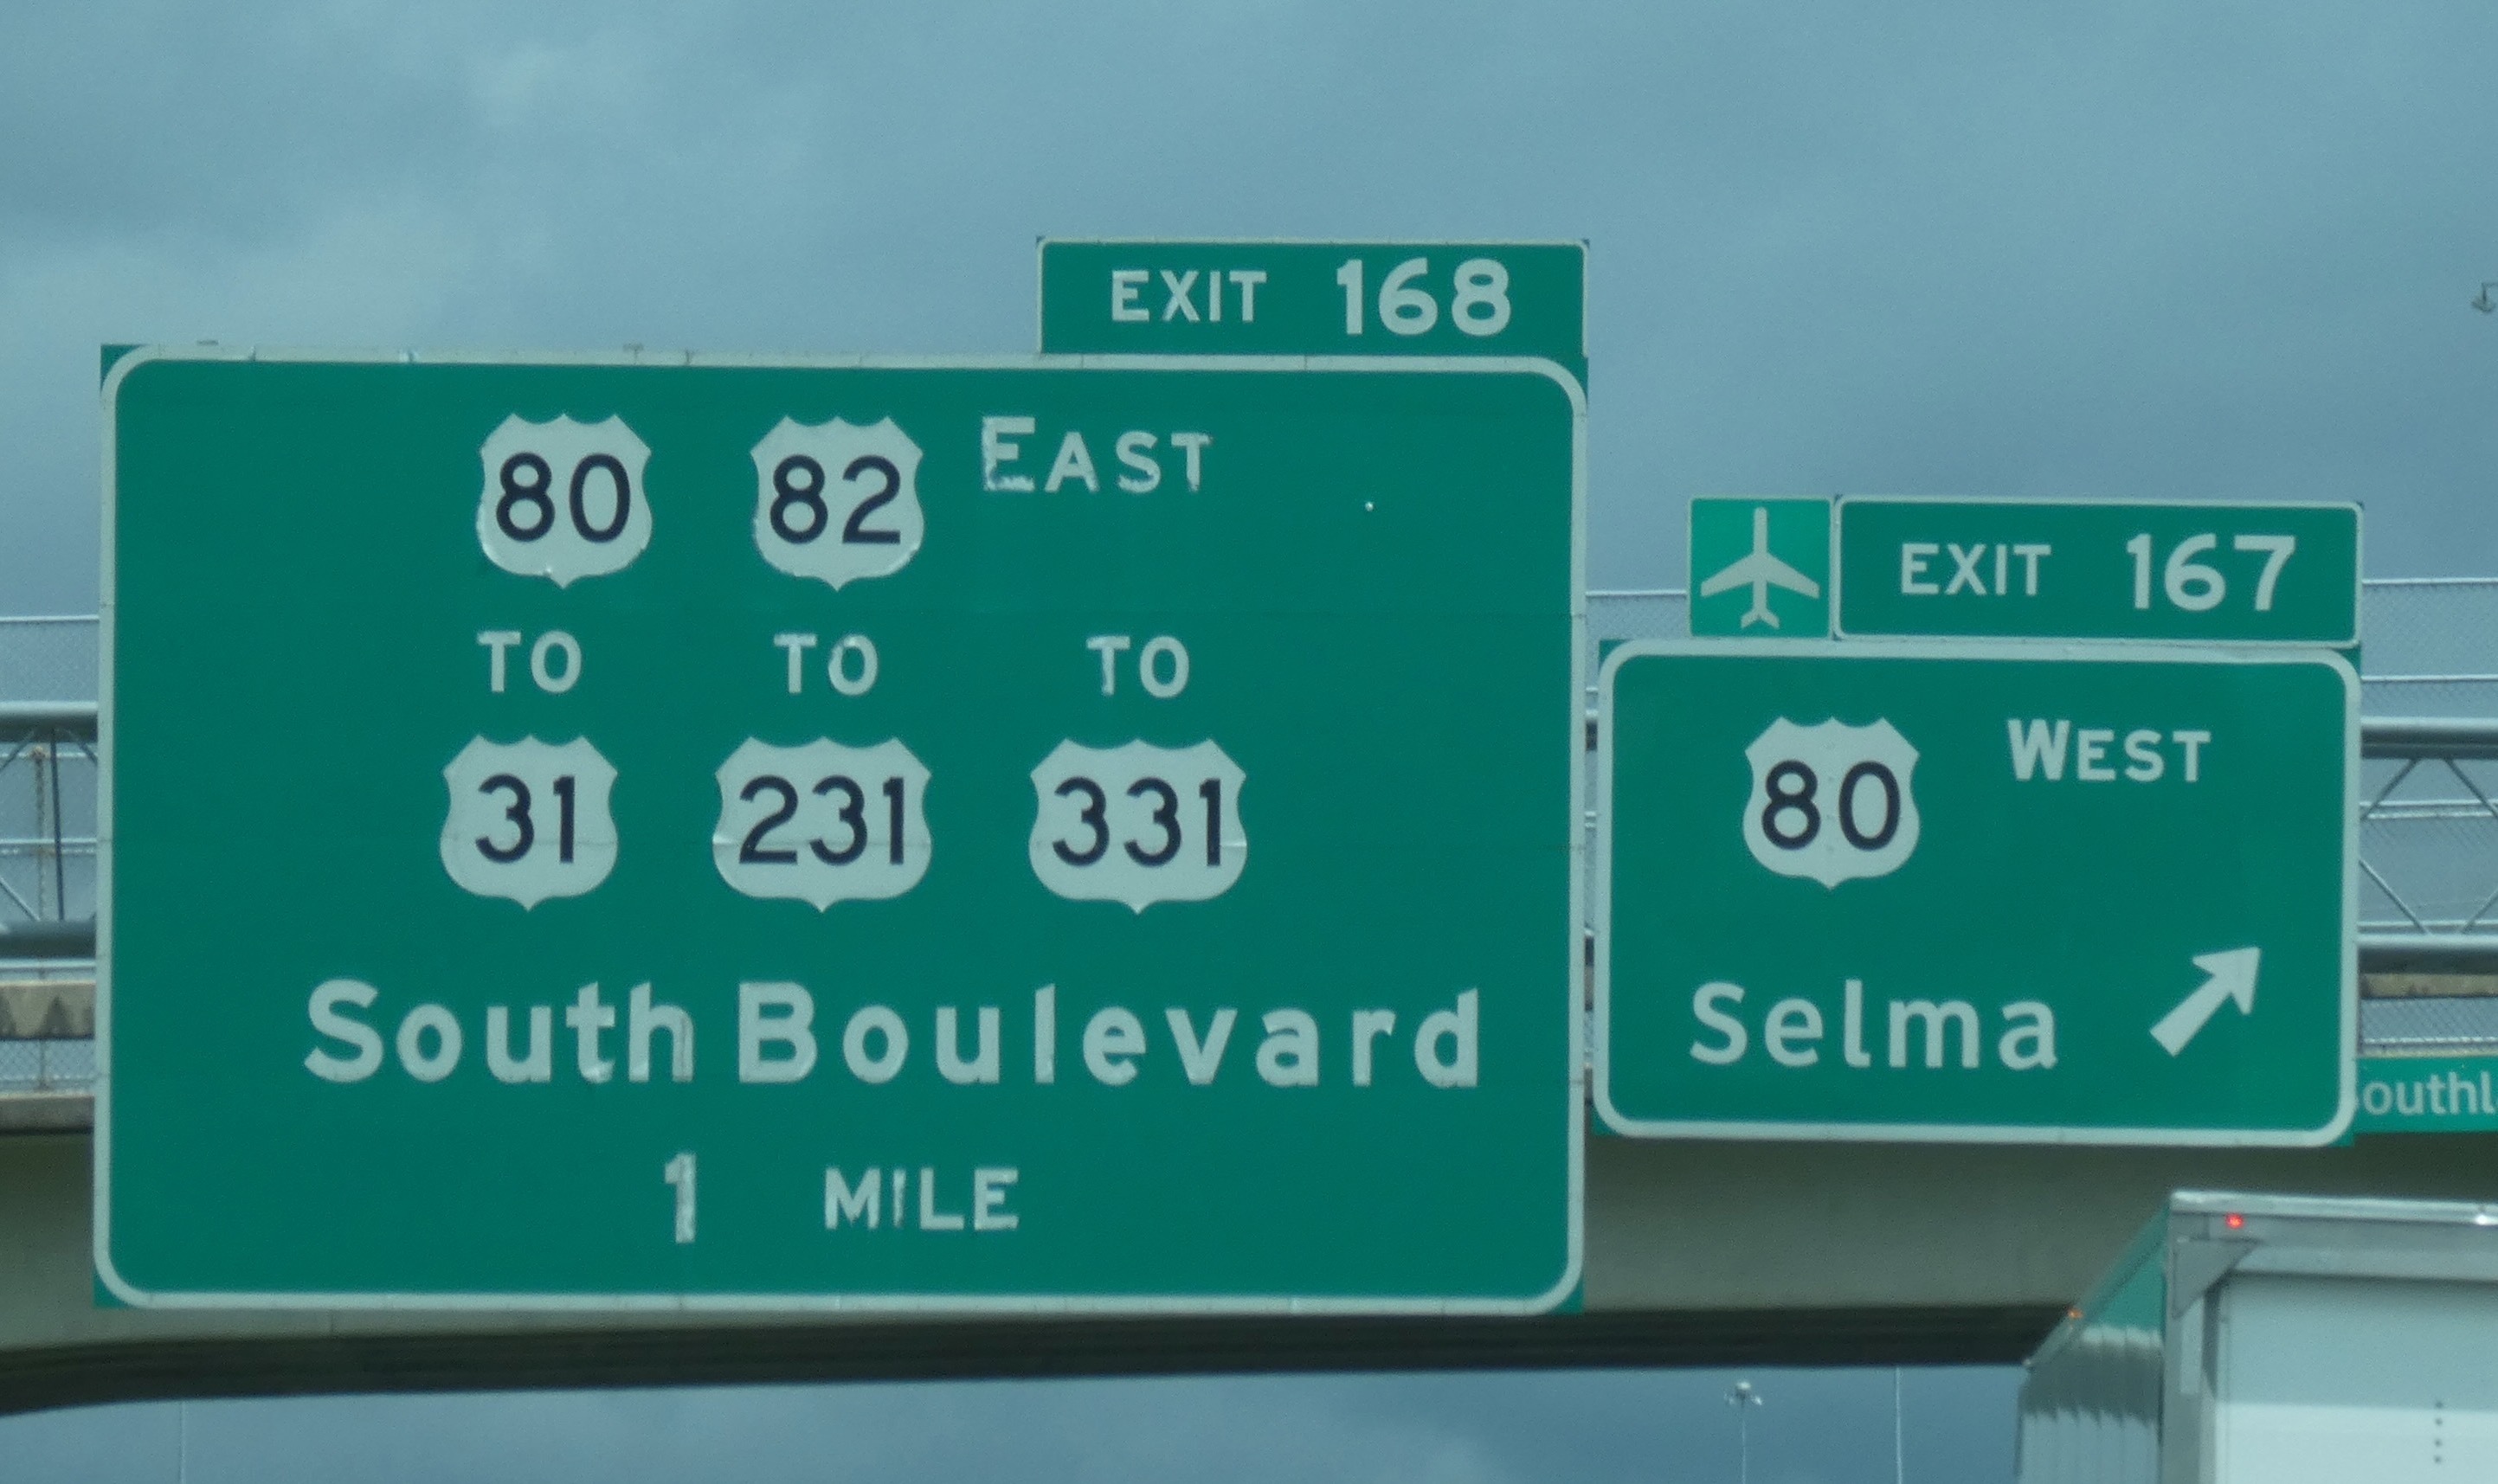 EXIT 168
80 82 EAST
TO TO TO
31 231 331
South Boulevard
1 MILE
EXIT 167
80 WEST
Selma